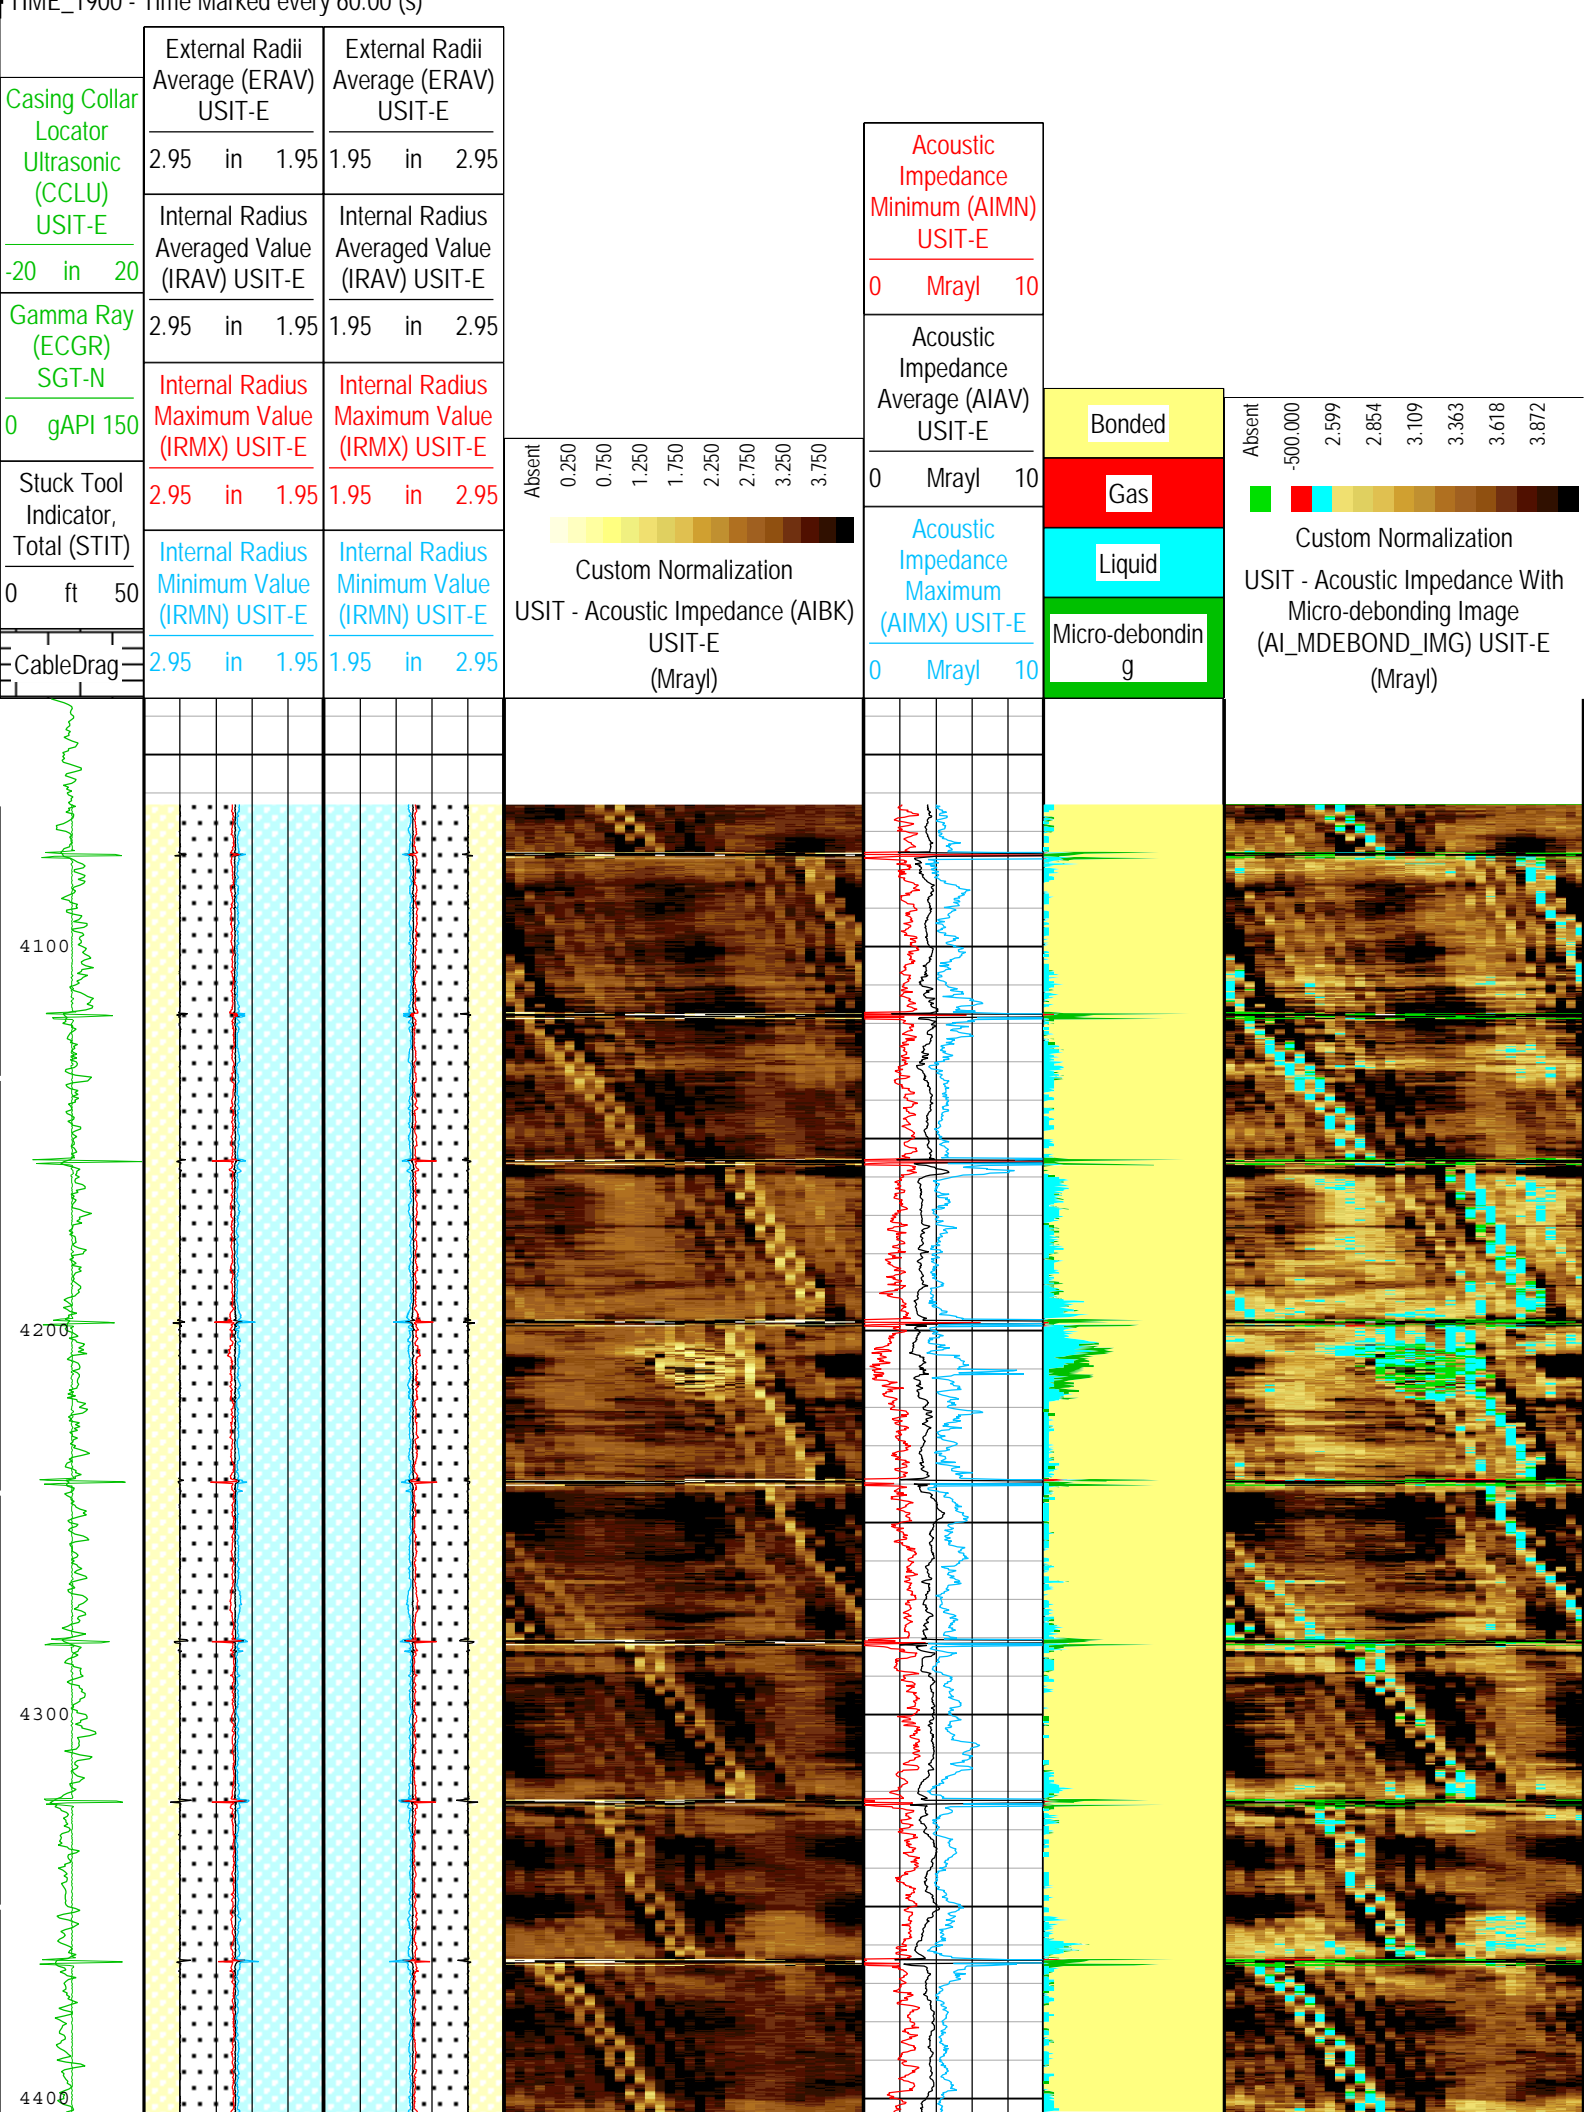 TIME_1900 - Time Marked every 60.00 (s)
Casing Collar
Locator
Ultrasonic
(CCLU)
USIT-E
-20 in 20
Gamma Ray
(ECGR)
SGT-N
0 gAPI 150
Stuck Tool
Indicator,
Total (STIT)
0 ft 50
CableDrag
External Radii
Average (ERAV)
USIT-E
2.95 in 1.95
Internal Radius
Averaged Value
(IRAV) USIT-E
2.95 in 1.95
Internal Radius
Maximum Value
(IRMX) USIT-E
2.95 in 1.95
Internal Radius
Minimum Value
(IRMN) USIT-E
2.95 in 1.95
External Radii
Average (ERAV)
USIT-E
1.95 in 2.95
Internal Radius
Averaged Value
(IRAV) USIT-E
1.95 in 2.95
Internal Radius
Maximum Value
(IRMX) USIT-E
1.95 in 2.95
Internal Radius
Minimum Value
(IRMN) USIT-E
1.95 in 2.95
Absent
0.250
0.750
1.250
1.750
2.250
2.750
3.250
3.750
Custom Normalization
USIT - Acoustic Impedance (AIBK)
USIT-E
(Mrayl)
Acoustic
Impedance
Minimum (AIMN)
USIT-E
0 Mrayl 10
Acoustic
Impedance
Average (AIAV)
USIT-E
0 Mrayl 10
Acoustic
Impedance
Maximum
(AIMX) USIT-E
0 Mrayl 10
Bonded
Gas
Liquid
Micro-debondin
g
Absent
-500.000
2.599
2.854
3.109
3.363
3.618
3.872
Custom Normalization
USIT - Acoustic Impedance With
Micro-debonding Image
(AI_MDEBOND_IMG) USIT-E
(Mrayl)
4100
4200
4300
4400